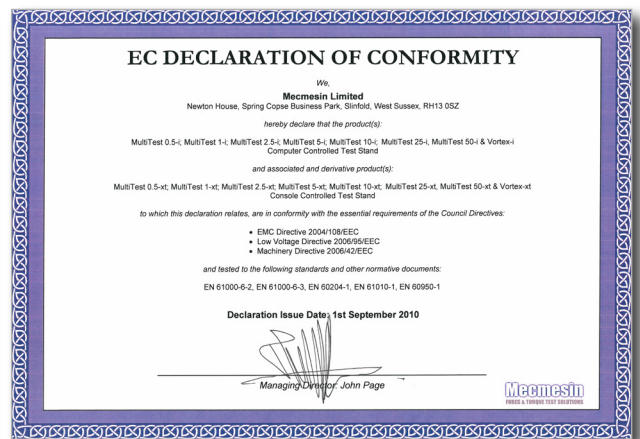 EC DECLARATION OF CONFORMITY
We,
Mecmesin Limited
Newton House, Spring Copse Business Park, Slinfold, West Sussex, RH13 0SZ
hereby declare that the product(s):
MultiTest 0.5-i; MultiTest 1-i; MultiTest 2.5-i; MultiTest 5-i; MultiTest 10-i; MultiTest 25-i, MultiTest 50-i & Vortex-i
Computer Controlled Test Stand
and associated and derivative product(s):
MultiTest 0.5-xt; MultiTest 1-xt; MultiTest 2.5-xt; MultiTest 5-xt; MultiTest 10-xt; MultiTest 25-xt, MultiTest 50-xt & Vortex-xt
Console Controlled Test Stand
to which this declaration relates, are in conformity with the essential requirements of the Council Directives:
• EMC Directive 2004/108/EEC
• Low Voltage Directive 2006/95/EEC
• Machinery Directive 2006/42/EEC
and tested to the following standards and other normative documents:
EN 61000-6-2, EN 61000-6-3, EN 60204-1, EN 61010-1, EN 60950-1
Declaration Issue Date: 1st September 2010
Managing Director: John Page
Mecmesin
FORCE & TORQUE TEST SOLUTIONS